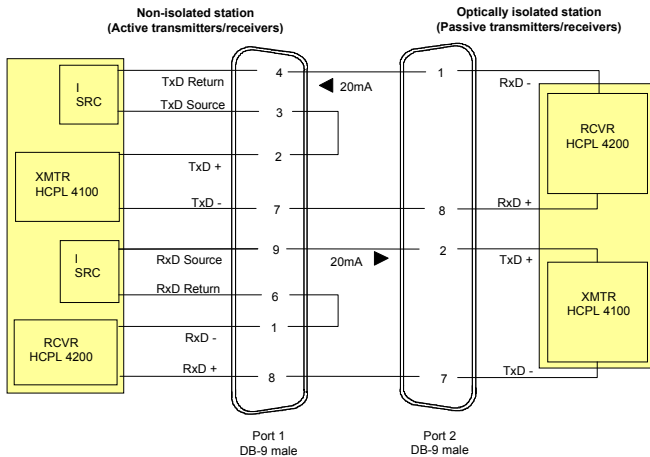 Non-isolated station
(Active transmitters/receivers)
Optically isolated station
(Passive transmitters/receivers)
I
SRC
TxD Return
4
20mA
1
RxD -
TxD Source
3
RCVR
HCPL 4200
XMTR
HCPL 4100
2
TxD +
TxD -
7
8
RxD +
I
SRC
9
RxD Source
20mA
2
TxD +
RxD Return
6
XMTR
HCPL 4100
1
RCVR
HCPL 4200
RxD -
RxD +
8
7
TxD -
Port 1
DB-9 male
Port 2
DB-9 male